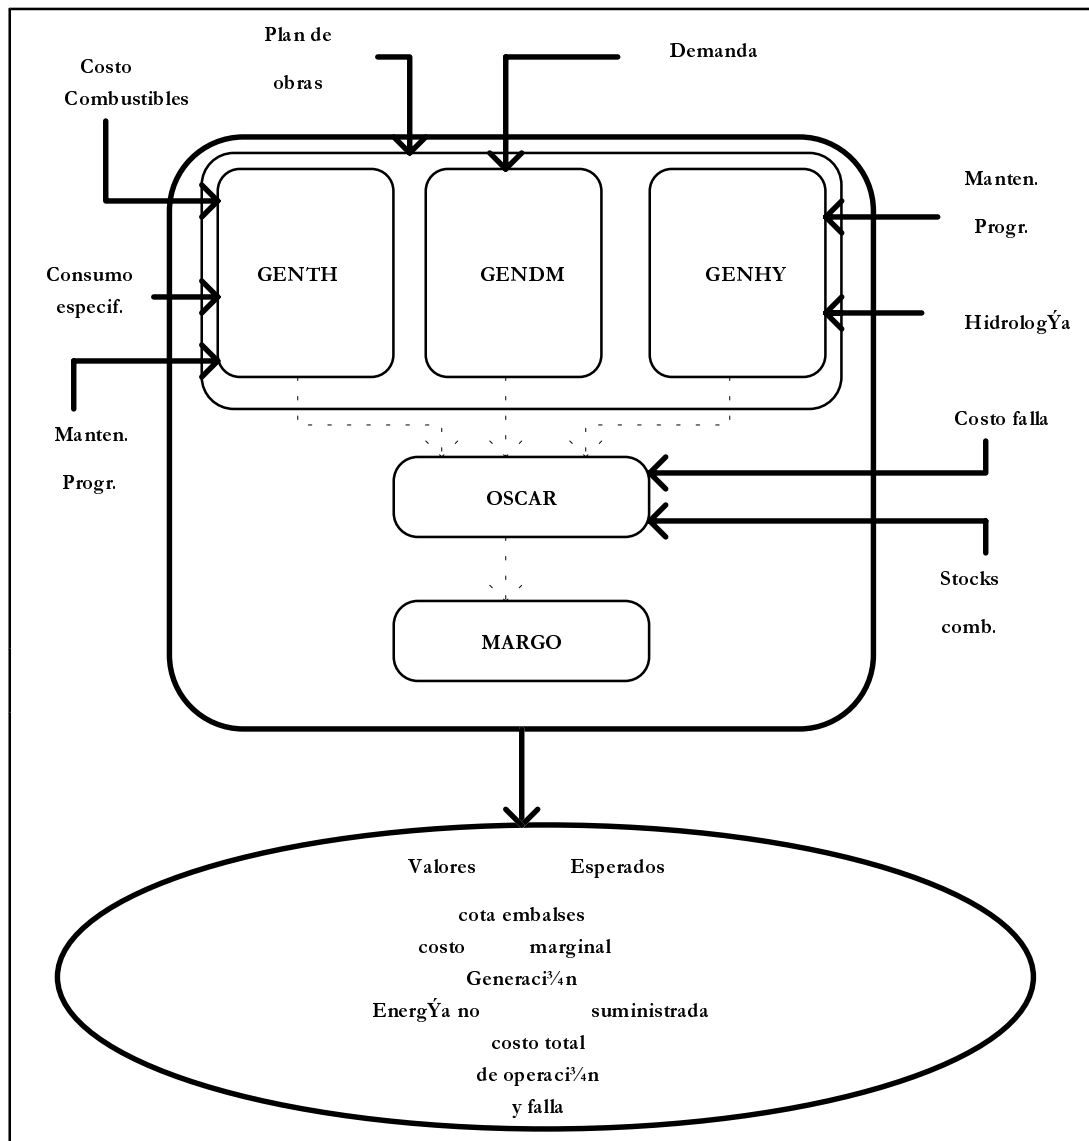 Plan de
obras
Demanda
Costo
Combustibles
Manten.
Progr.
GENTH
GENDM
GENHY
Consumo
especif.
HidrologÝa
Manten.
Progr.
Costo falla
OSCAR
Stocks
comb.
MARGO
Valores Esperados
cota embalses
costo marginal
Generaci¾n
EnergÝa no suministrada
costo total
de operaci¾n
y falla